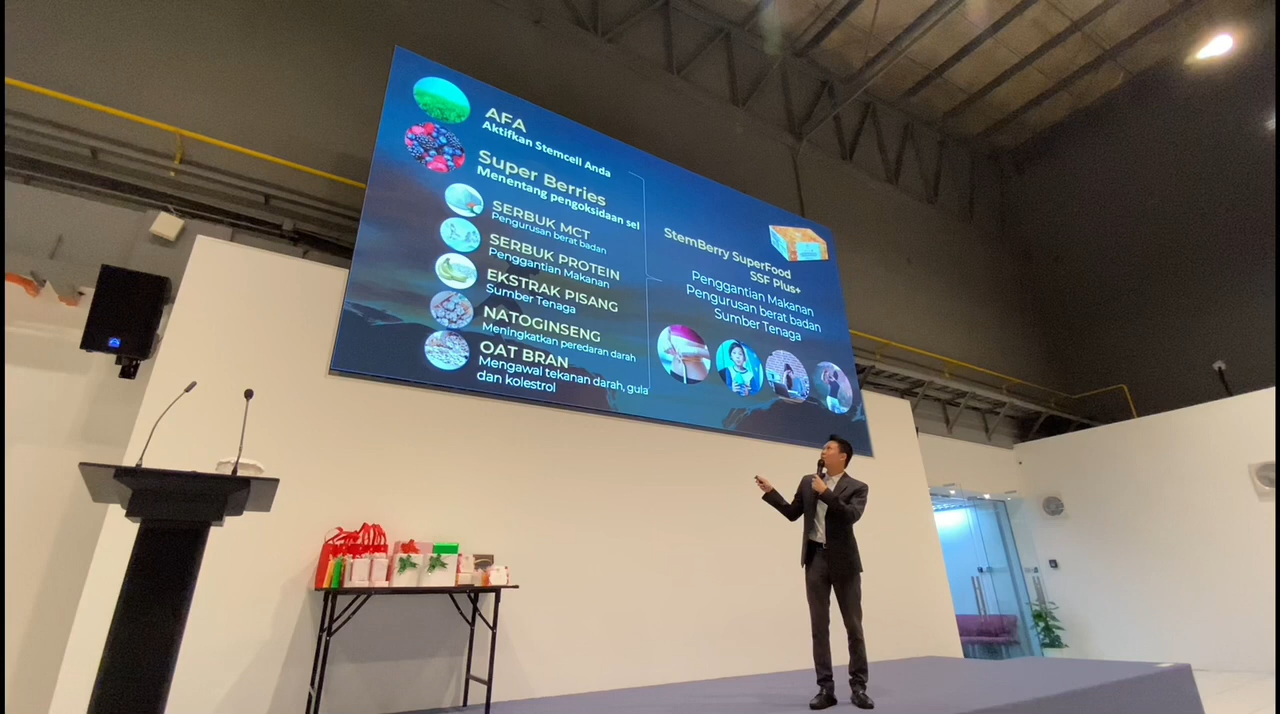 AFA
Aktifkan Stemcell Anda
Super Berries
Menentang pengoksidaan sel
SERBUK MCT
Pengurusan berat badan
SERBUK PROTEIN
Penggantian Makanan
EKSTRAK PISANG
Sumber Tenaga
NATOGINSENG
Meningkatkan peredaran darah
OAT BRAN
Mengawal tekanan darah, gula
dan kolestrol
StemBerry SuperFood
SSF Plus+
Penggantian Makanan
Pengurusan berat badan
Sumber Tenaga